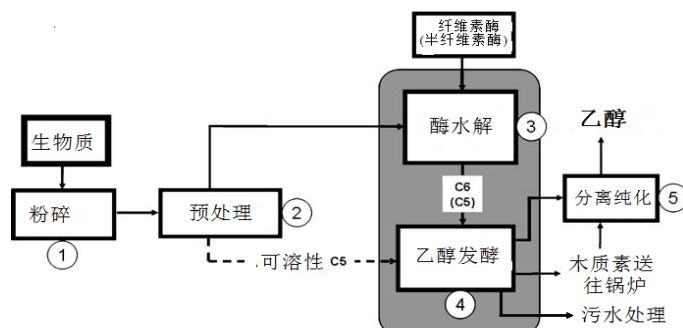 纤维素酶
(半纤维素酶)
生物质
粉碎
1
预处理
2
酶水解
3
C6
(C5)
可溶性 C5
乙醇发酵
4
乙醇
分离纯化
5
木质素送
往锅炉
污水处理